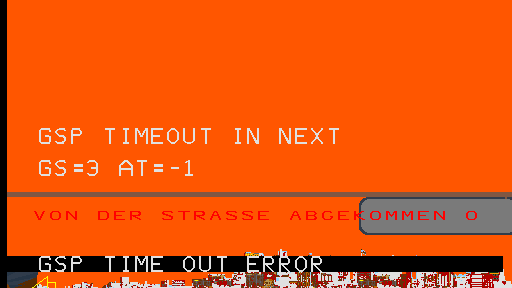 GSP TIMEOUT IN NEXT
GS=3 AT=-1
VON DER STRASSE ABGEKOMMEN 0
GSP TIME OUT ERROR